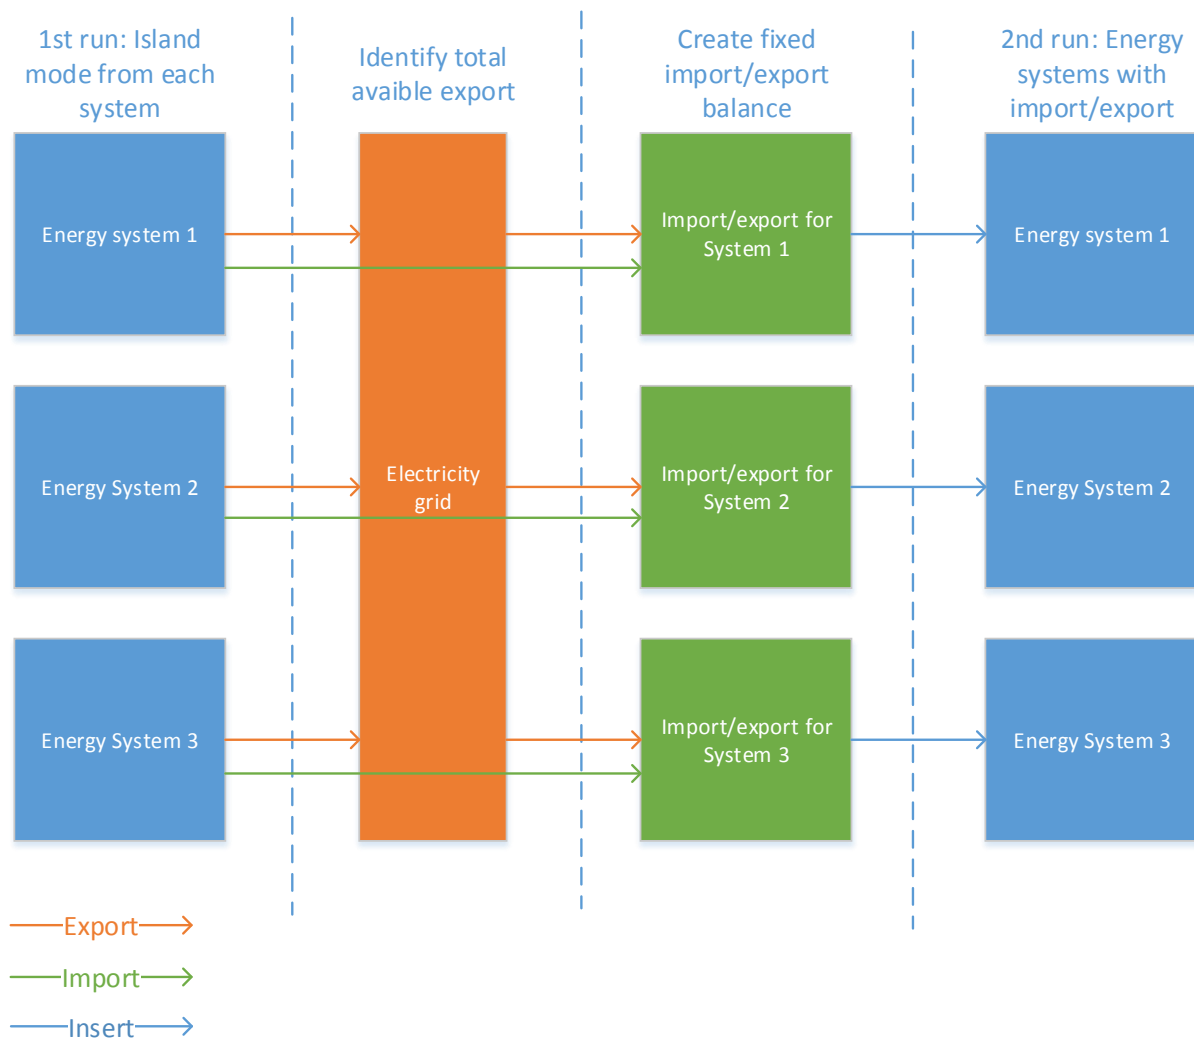 1st run: Island
mode from each
system
Identify total
avaible export
Create fixed
import/export
balance
2nd run: Energy
systems with
import/export
Energy system 1
Import/export for
System 1
Energy system 1
Energy System 2
Electricity
grid
Import/export for
System 2
Energy System 2
Energy System 3
Import/export for
System 3
Energy System 3
Export
Import
Insert